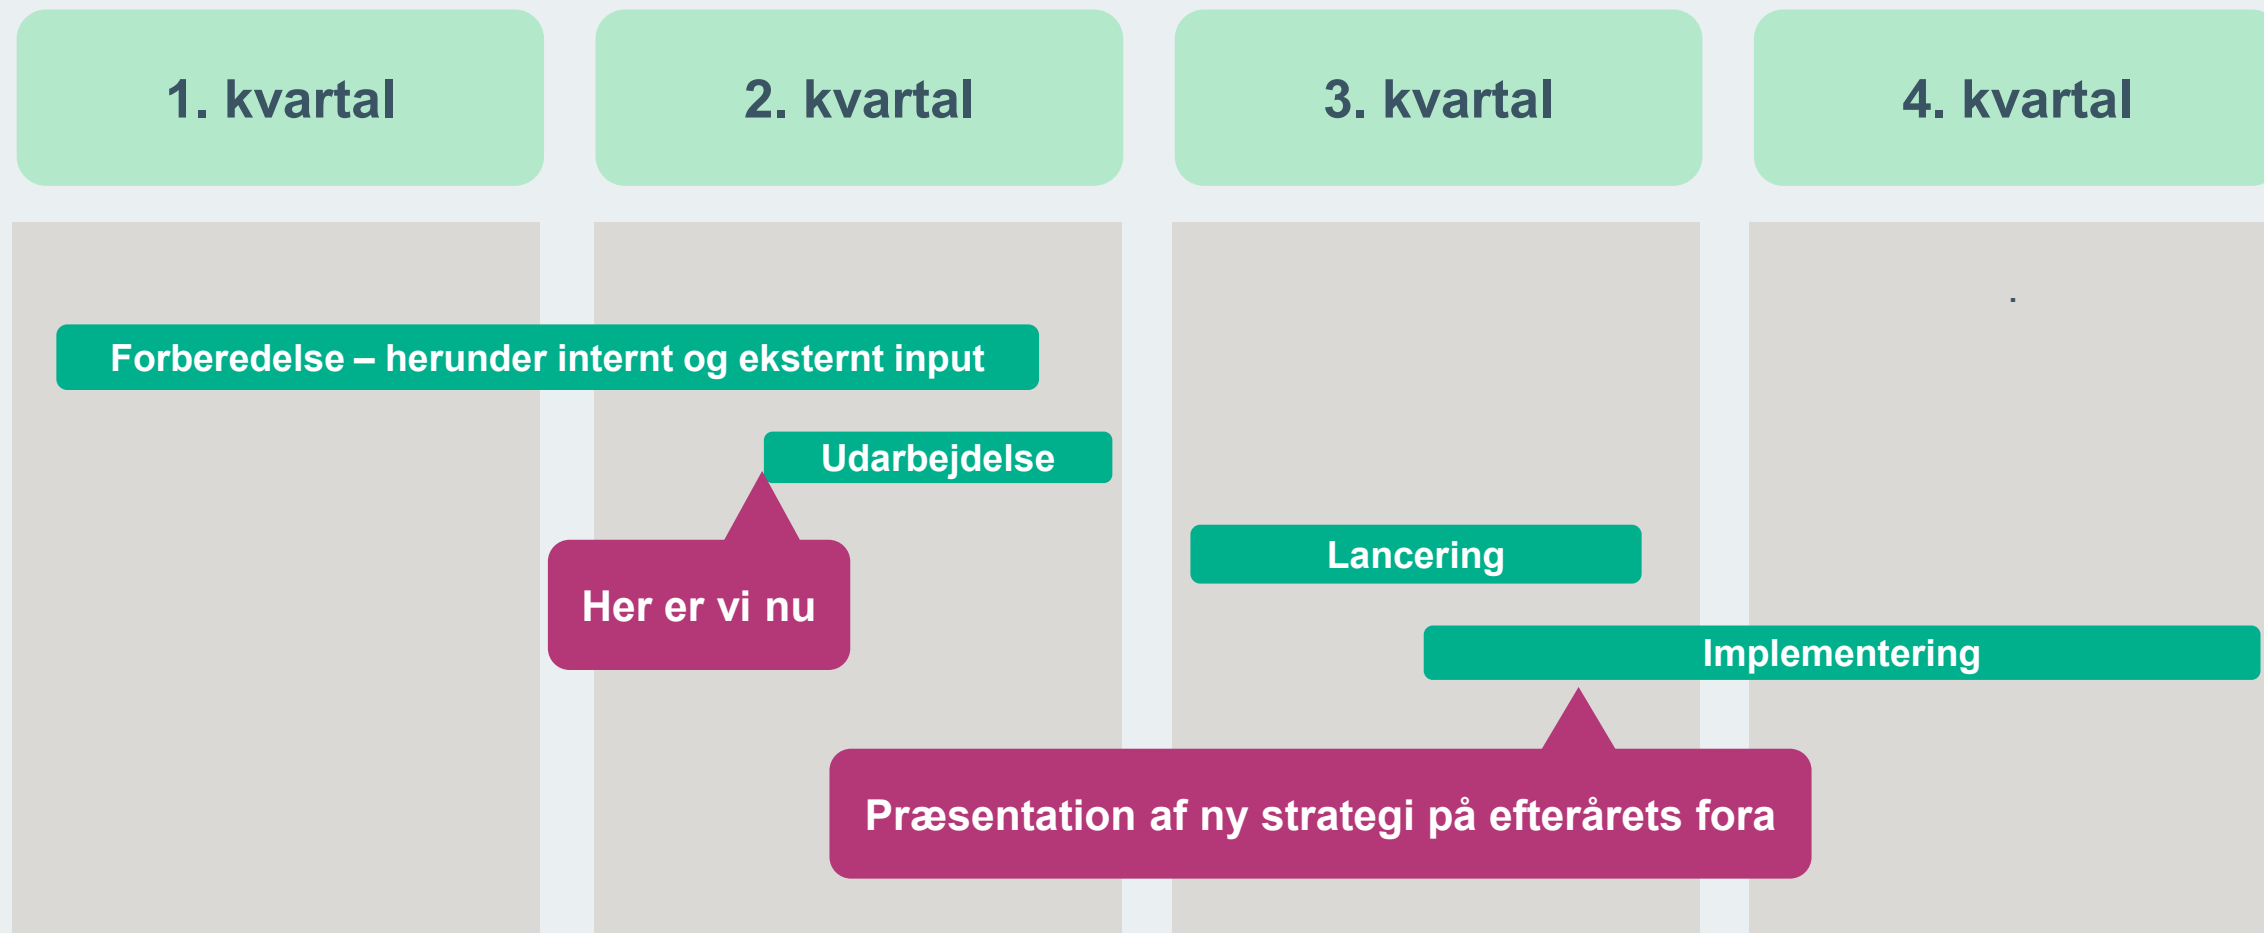 1. kvartal
2. kvartal
3. kvartal
4. kvartal
.
Forberedelse – herunder internt og eksternt input
Udarbejdelse
Lancering
Her er vi nu
Implementering
Præsentation af ny strategi på efterårets fora